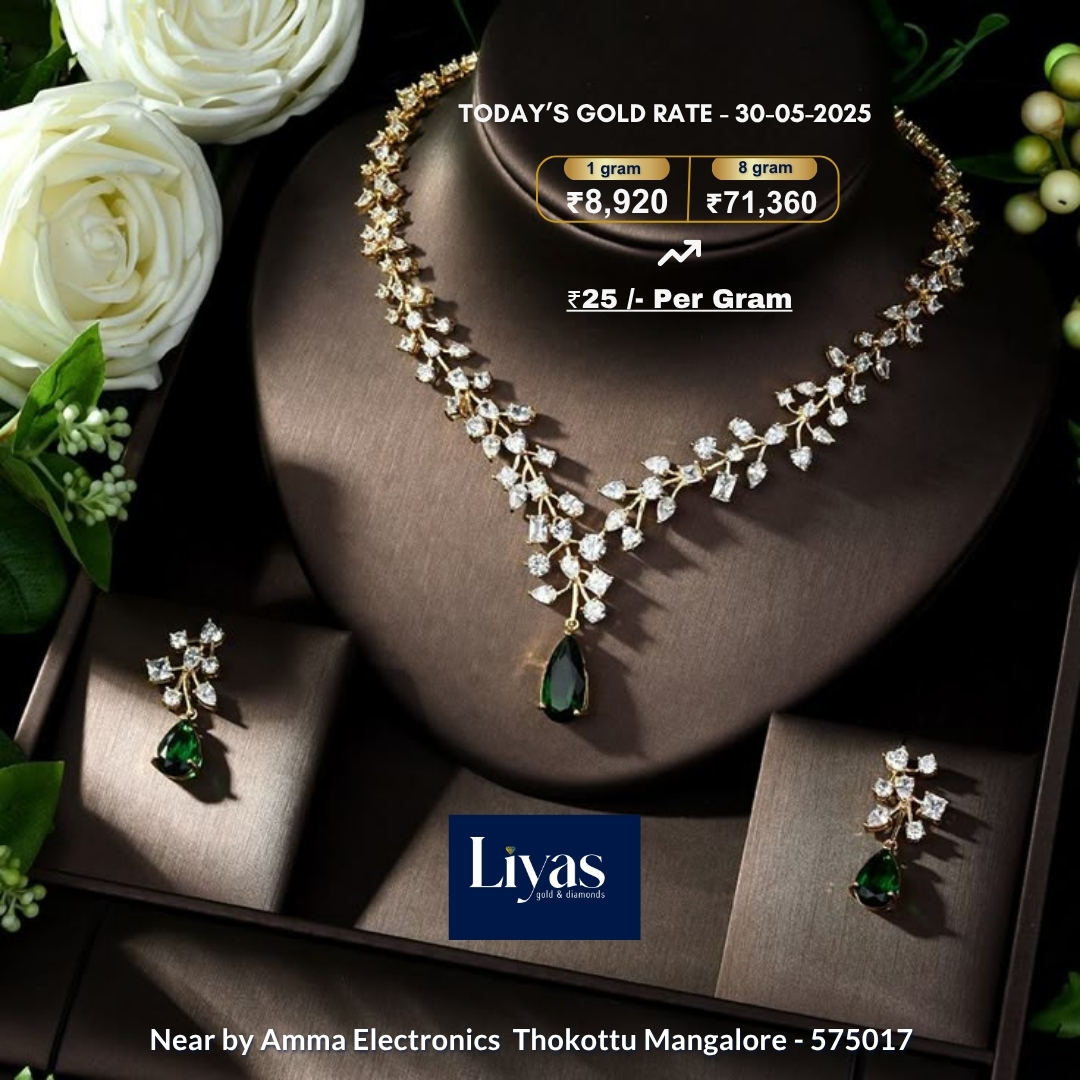 TODAY'S GOLD RATE - 30-05-2025
1 gram
8 gram
₹8,920
₹71,360
₹25 /- Per Gram
Liyas
gold & diamonds
Near by Amma Electronics Thokottu Mangalore - 575017